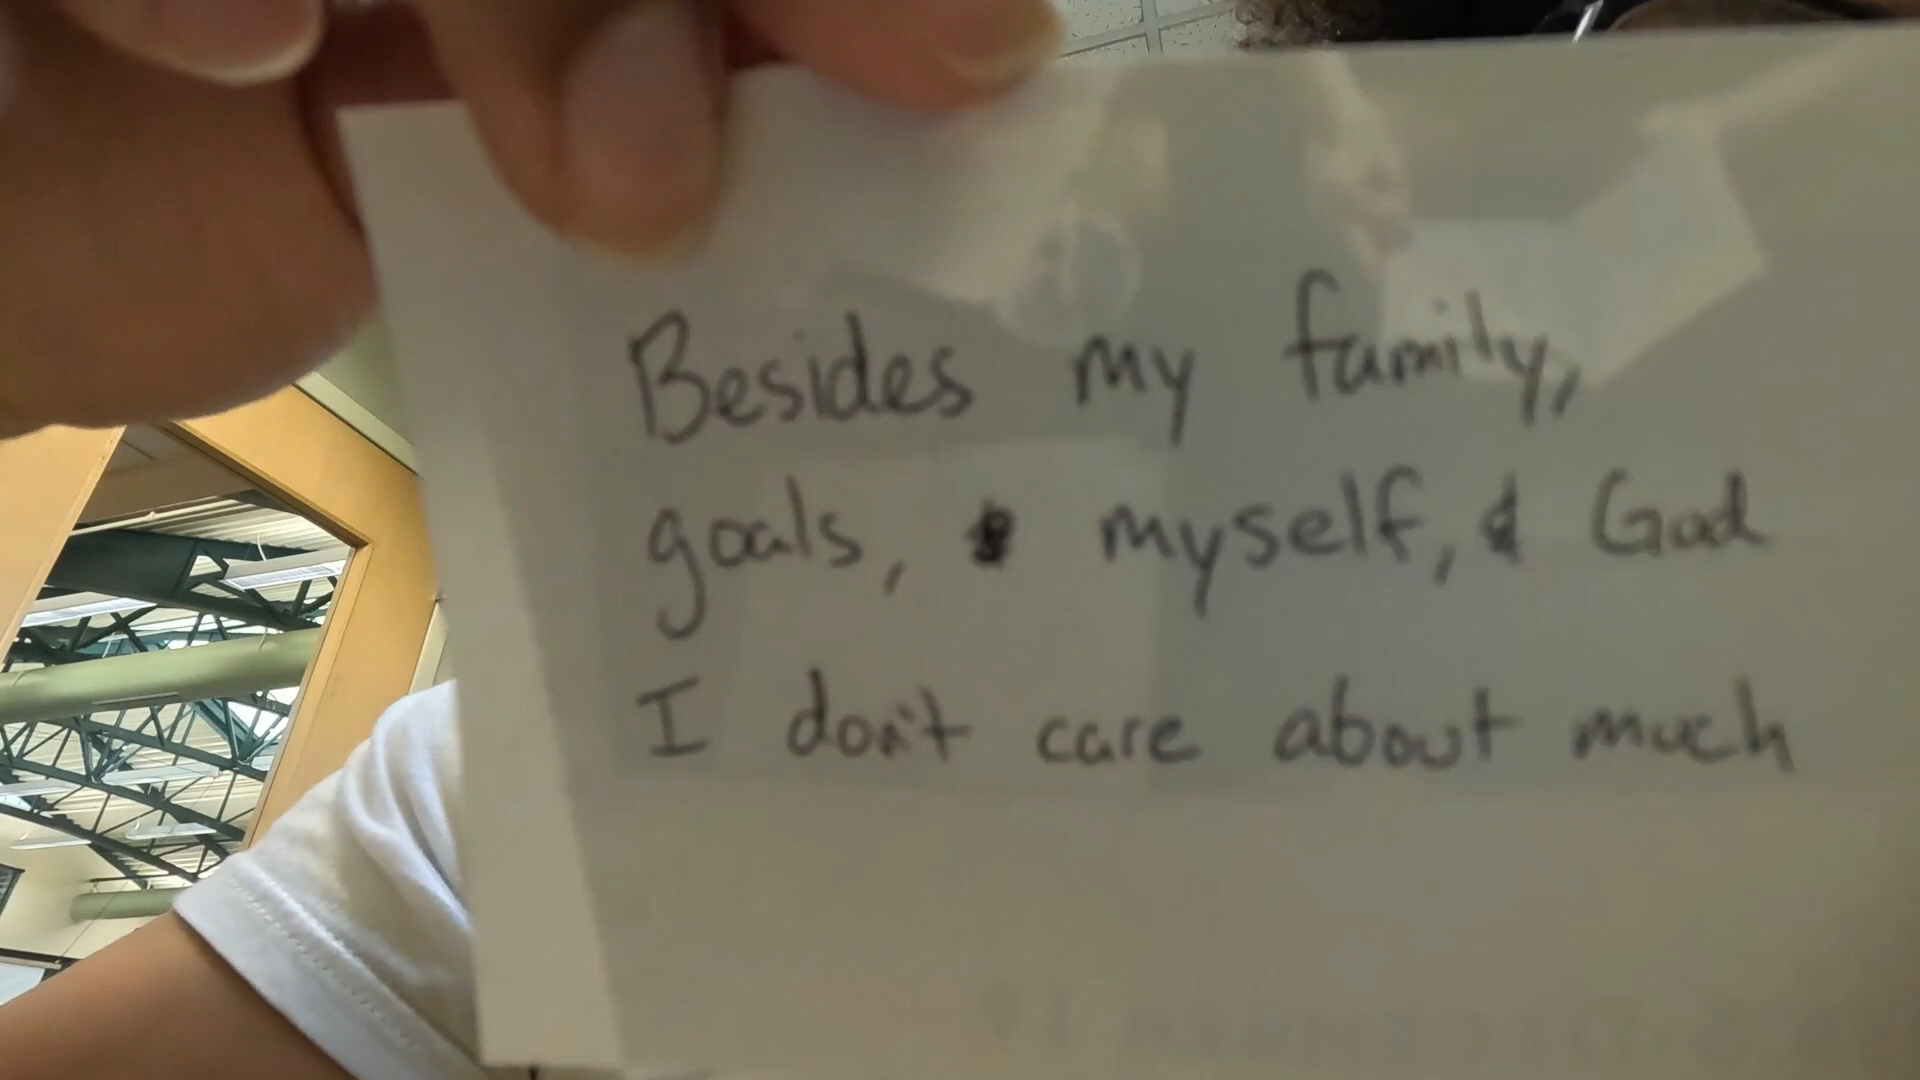 Besides my family,
goals, myself, & God
I don't care about much